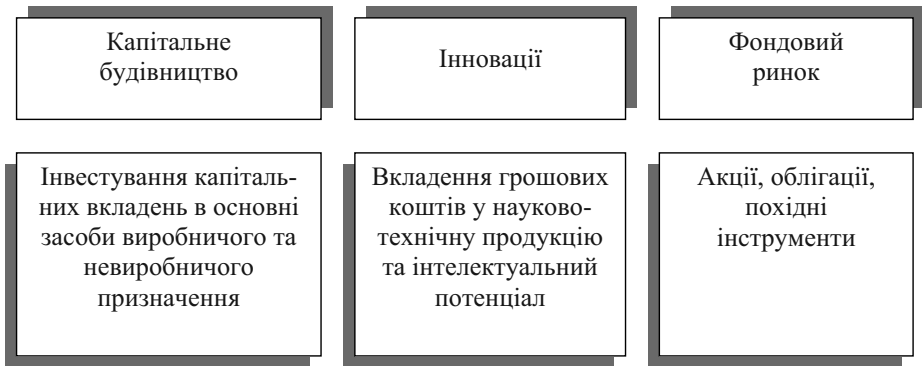 Капітальне
будівництво
Інновації
Фондовий
ринок
Інвестування капіталь-
них вкладень в основні
засоби виробничого та
невиробничого
призначення
Вкладення грошових
коштів у науково-
технічну продукцію
та інтелектуальний
потенціал
Акції, облігації,
похідні
інструменти